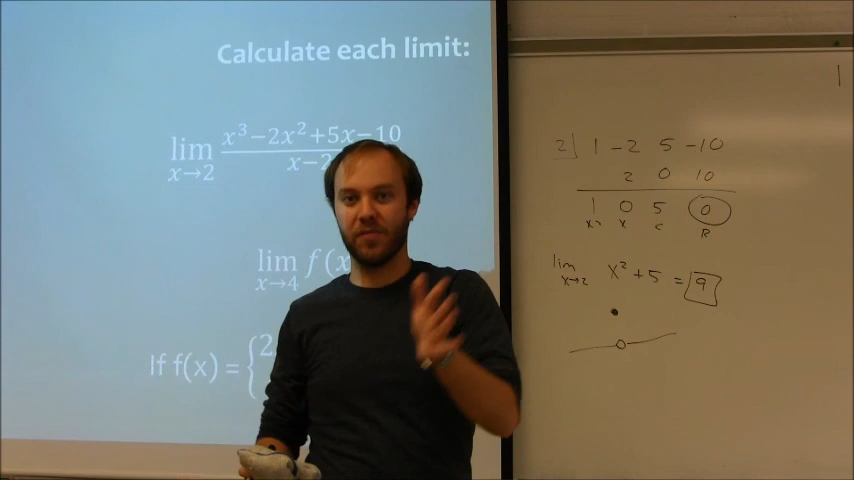 Calculate each limit:
lim x→2 x³−2x²+5x−10
x−2
lim x→4 f(x
If f(x) = {2
2| 1 −2 5 −10
2 0 10
1 0 5 0
x² x c R
lim x→2 x² + 5 = 9